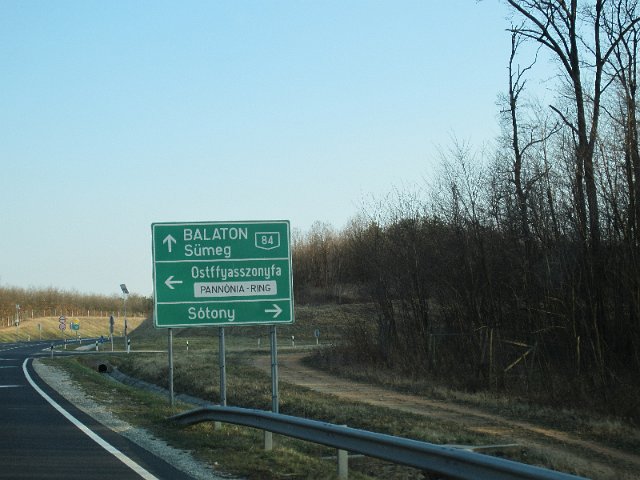 BALATON 84
Sümeg
Ostffyasszonyfa
PANNÓNIA-RING
Sótony